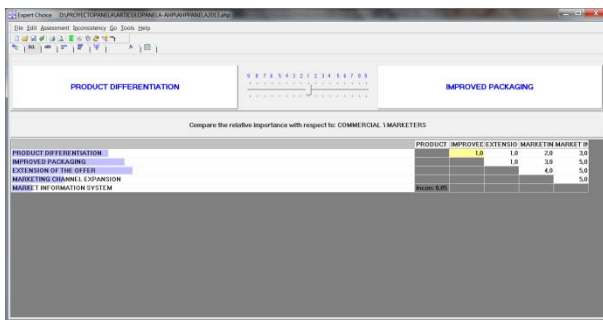 Expert Choice D:\PROYECTOPANELA\ARTICULOPANELA-AHP\AHPPANELA2013.ahp
File Edit Assessment Inconsistency Go Tools Help
PRODUCT DIFFERENTIATION
9 8 7 6 5 4 3 2 1 2 3 4 5 6 7 8 9
IMPROVED PACKAGING
Compare the relative importance with respect to: COMMERCIAL \ MARKETERS
PRODUCT IMPROVED EXTENSIO MARKETIN MARKET IN
PRODUCT DIFFERENTIATION 1,0 1,0 2,0 3,0
IMPROVED PACKAGING 1,0 3,0 5,0
EXTENSION OF THE OFFER 4,0 5,0
MARKETING CHANNEL EXPANSION 5,0
MARKET INFORMATION SYSTEM Incon: 0,05